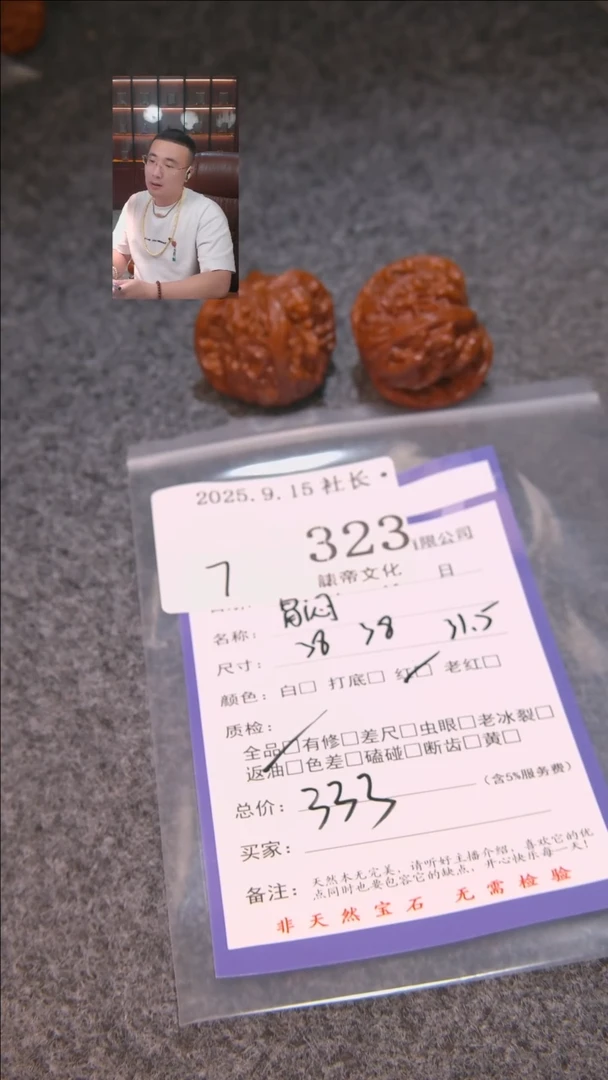 2025.9.15 社长·
323
限公司
7
蒎帝文化
日
名称：
尺寸：38 38 31.5
颜色：白□ 打底□ 红□ 老红□
质检：
全品□有修□差尺□虫眼□老冰裂□
返油□色差□磕碰□断齿□黄□
总价：333（含5%服务费）
买家：
备注：天然本无完美，请听好主播介绍，喜欢它的优
点同时也要包容它的缺点，开心快乐每一天！
非天然宝石 无需检验